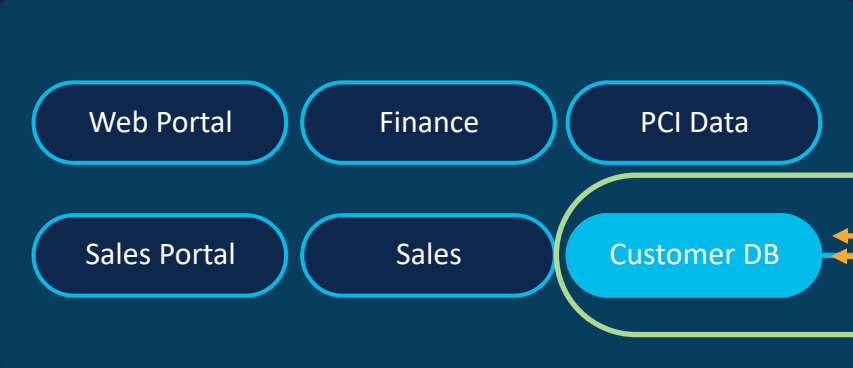 Web Portal
Finance
PCI Data
Sales Portal
Sales
Customer DB